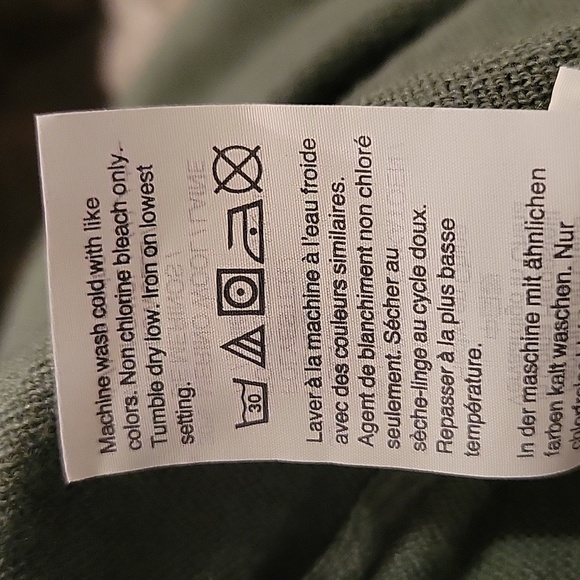 Machine wash cold with like
colors. Non chlorine bleach only.
Tumble dry low. Iron on lowest
setting.
30
Laver à la machine à l'eau froide
avec des couleurs similaires.
Agent de blanchiment non chloré
seulement. Sécher au
sèche-linge au cycle doux.
Repasser à la plus basse
température.
In der maschine mit ähnlichen
farben kalt waschen. Nur